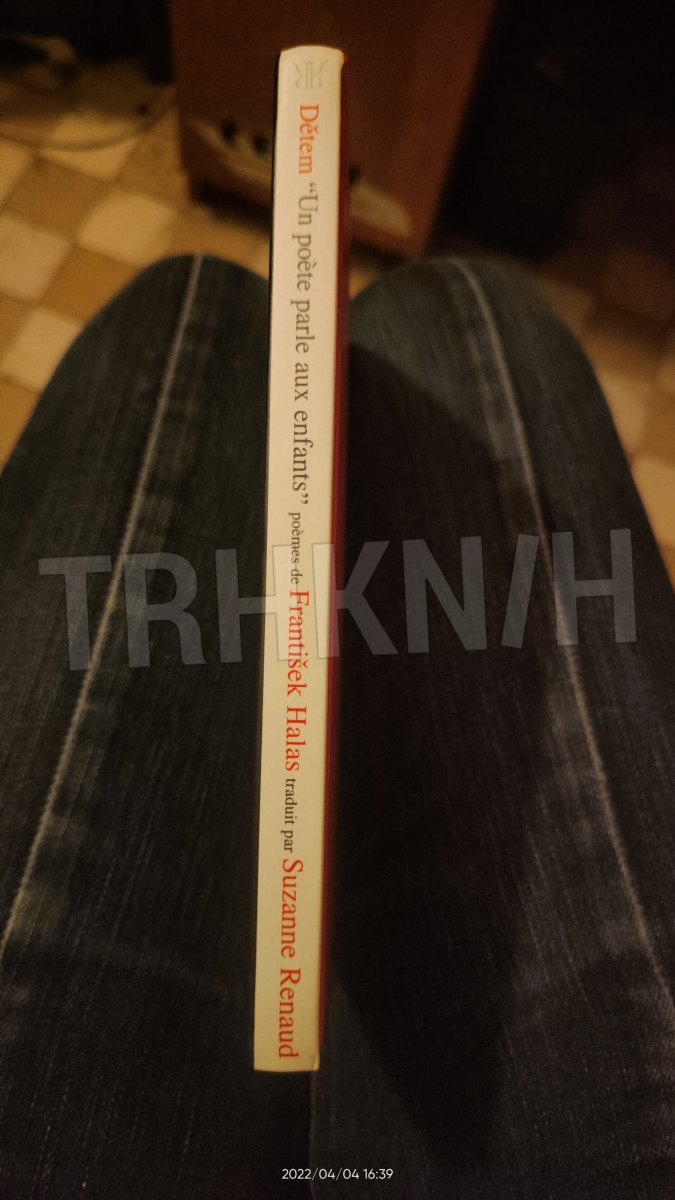 Dětem “Un poète parle aux enfants” poèmes de František Halas traduit par Suzanne Renaud
TRHKNIH
2022/04/04 16:39